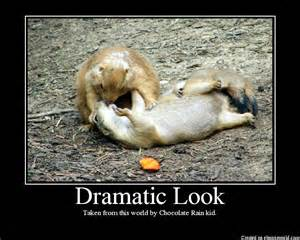 Dramatic Look
Taken from this world by Chocolate Rain kid.